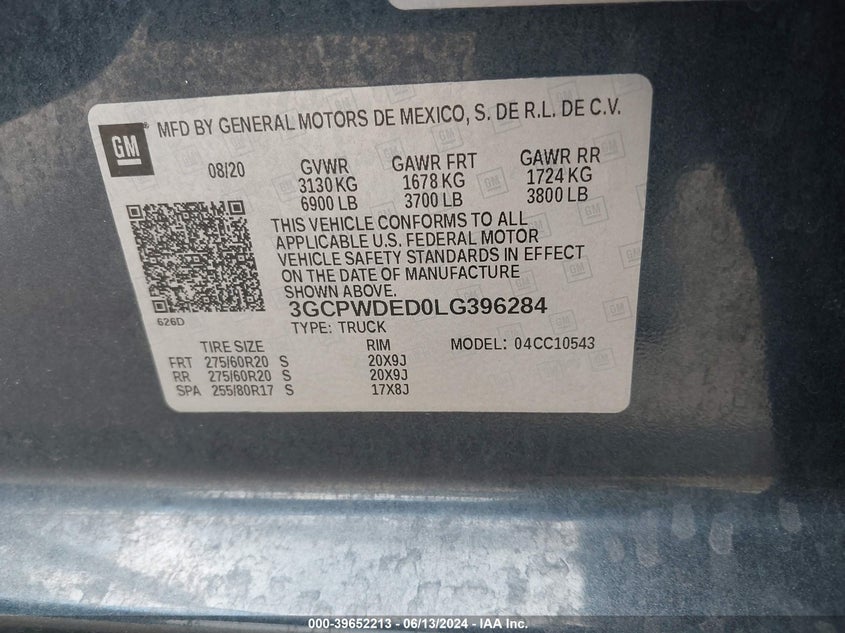 GM
MFD BY GENERAL MOTORS DE MEXICO, S. DE R.L. DE C.V.
08/20 GVWR GAWR FRT GAWR RR
3130 KG 1678 KG 1724 KG
6900 LB 3700 LB 3800 LB
THIS VEHICLE CONFORMS TO ALL
APPLICABLE U.S. FEDERAL MOTOR
VEHICLE SAFETY STANDARDS IN EFFECT
ON THE DATE OF MANUFACTURE
SHOWN ABOVE.
626D
3GCPWDED0LG396284
TYPE: TRUCK
TIRE SIZE RIM MODEL: 04CC10543
FRT 275/60R20 S 20X9J
RR 275/60R20 S 20X9J
SPA 255/80R17 S 17X8J
000-39652213 - 06/13/2024 - IAA Inc.